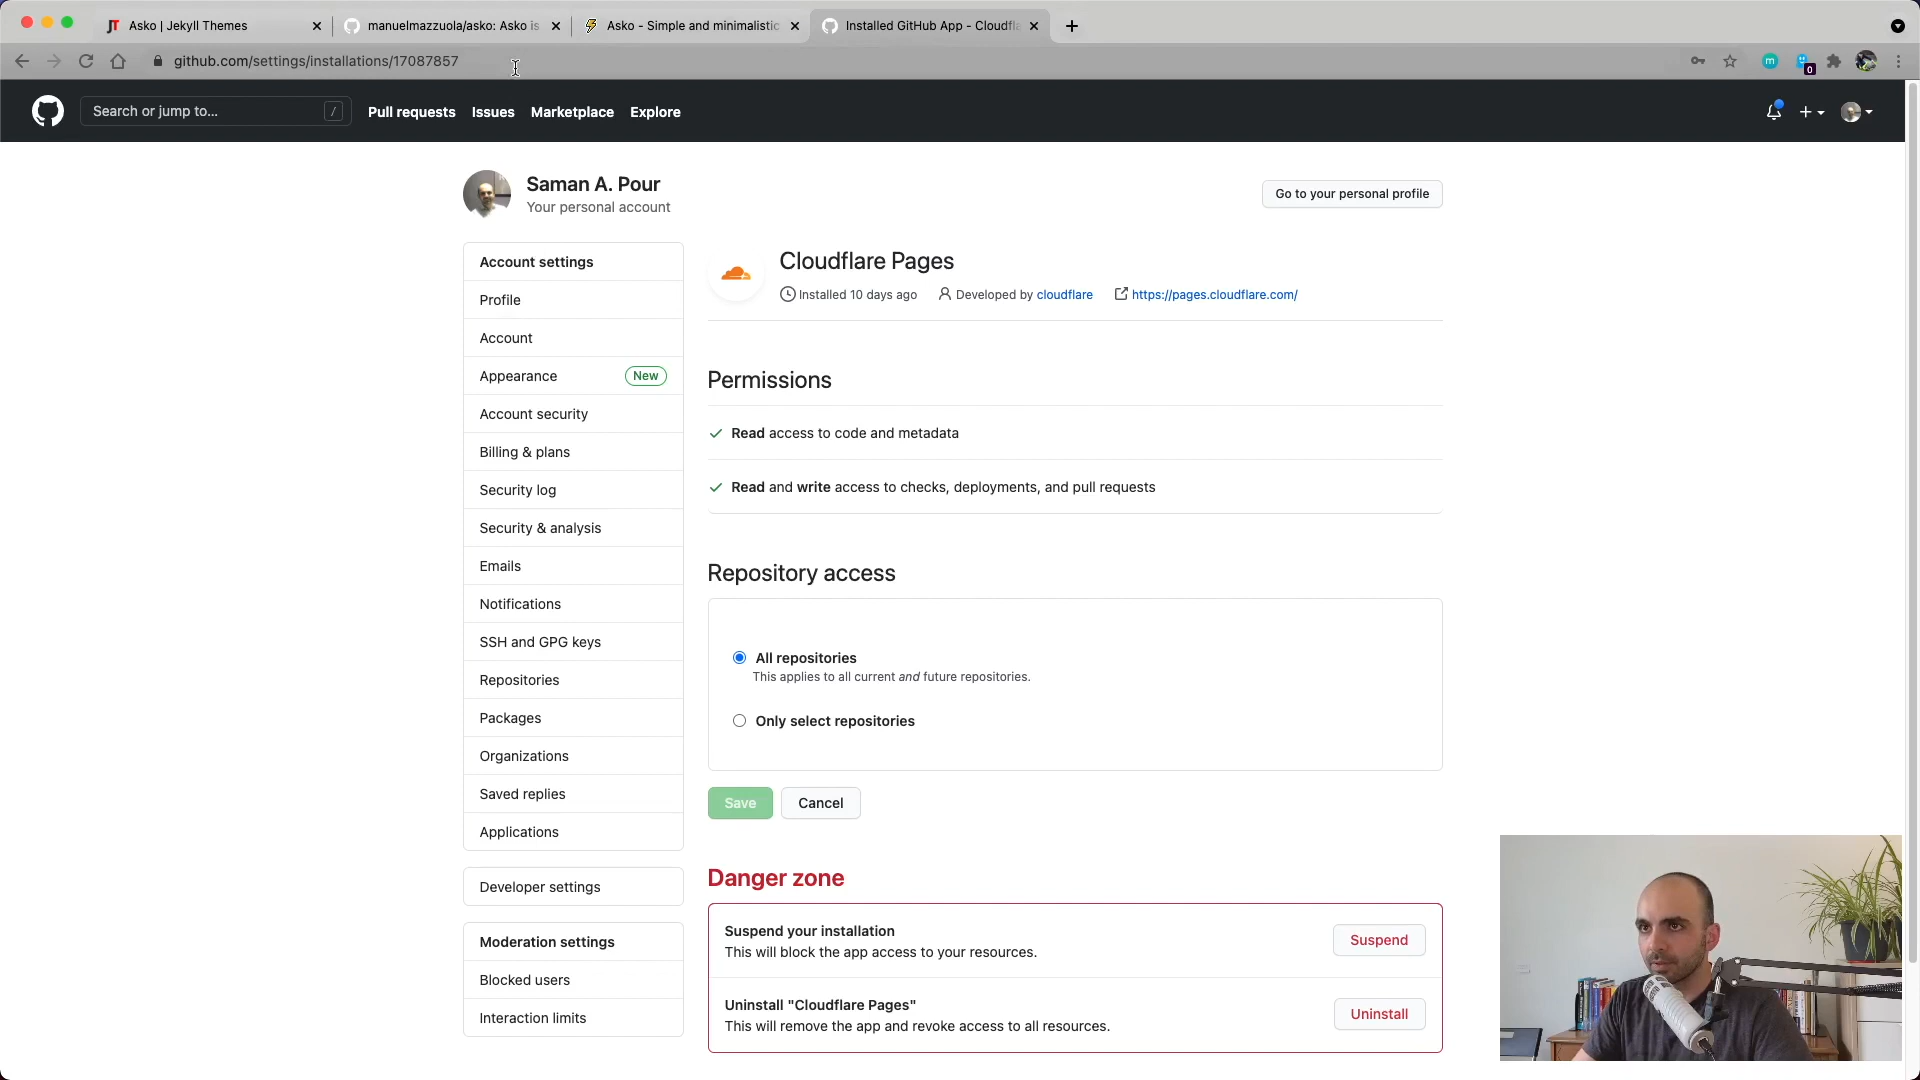 Asko | Jekyll Themes
manuelmazzuola/asko: Asko is
Asko - Simple and minimalistic
Installed GitHub App - Cloudfla
github.com/settings/installations/17087857
m
0
Search or jump to...
/
Pull requests
Issues
Marketplace
Explore
Saman A. Pour
Your personal account
Go to your personal profile
Account settings
Profile
Account
Appearance
New
Account security
Billing & plans
Security log
Security & analysis
Emails
Notifications
SSH and GPG keys
Repositories
Packages
Organizations
Saved replies
Applications
Developer settings
Moderation settings
Blocked users
Interaction limits
Cloudflare Pages
Installed 10 days ago
Developed by cloudflare
https://pages.cloudflare.com/
Permissions
Read access to code and metadata
Read and write access to checks, deployments, and pull requests
Repository access
All repositories
This applies to all current and future repositories.
Only select repositories
Save
Cancel
Danger zone
Suspend your installation
This will block the app access to your resources.
Suspend
Uninstall "Cloudflare Pages"
This will remove the app and revoke access to all resources.
Uninstall